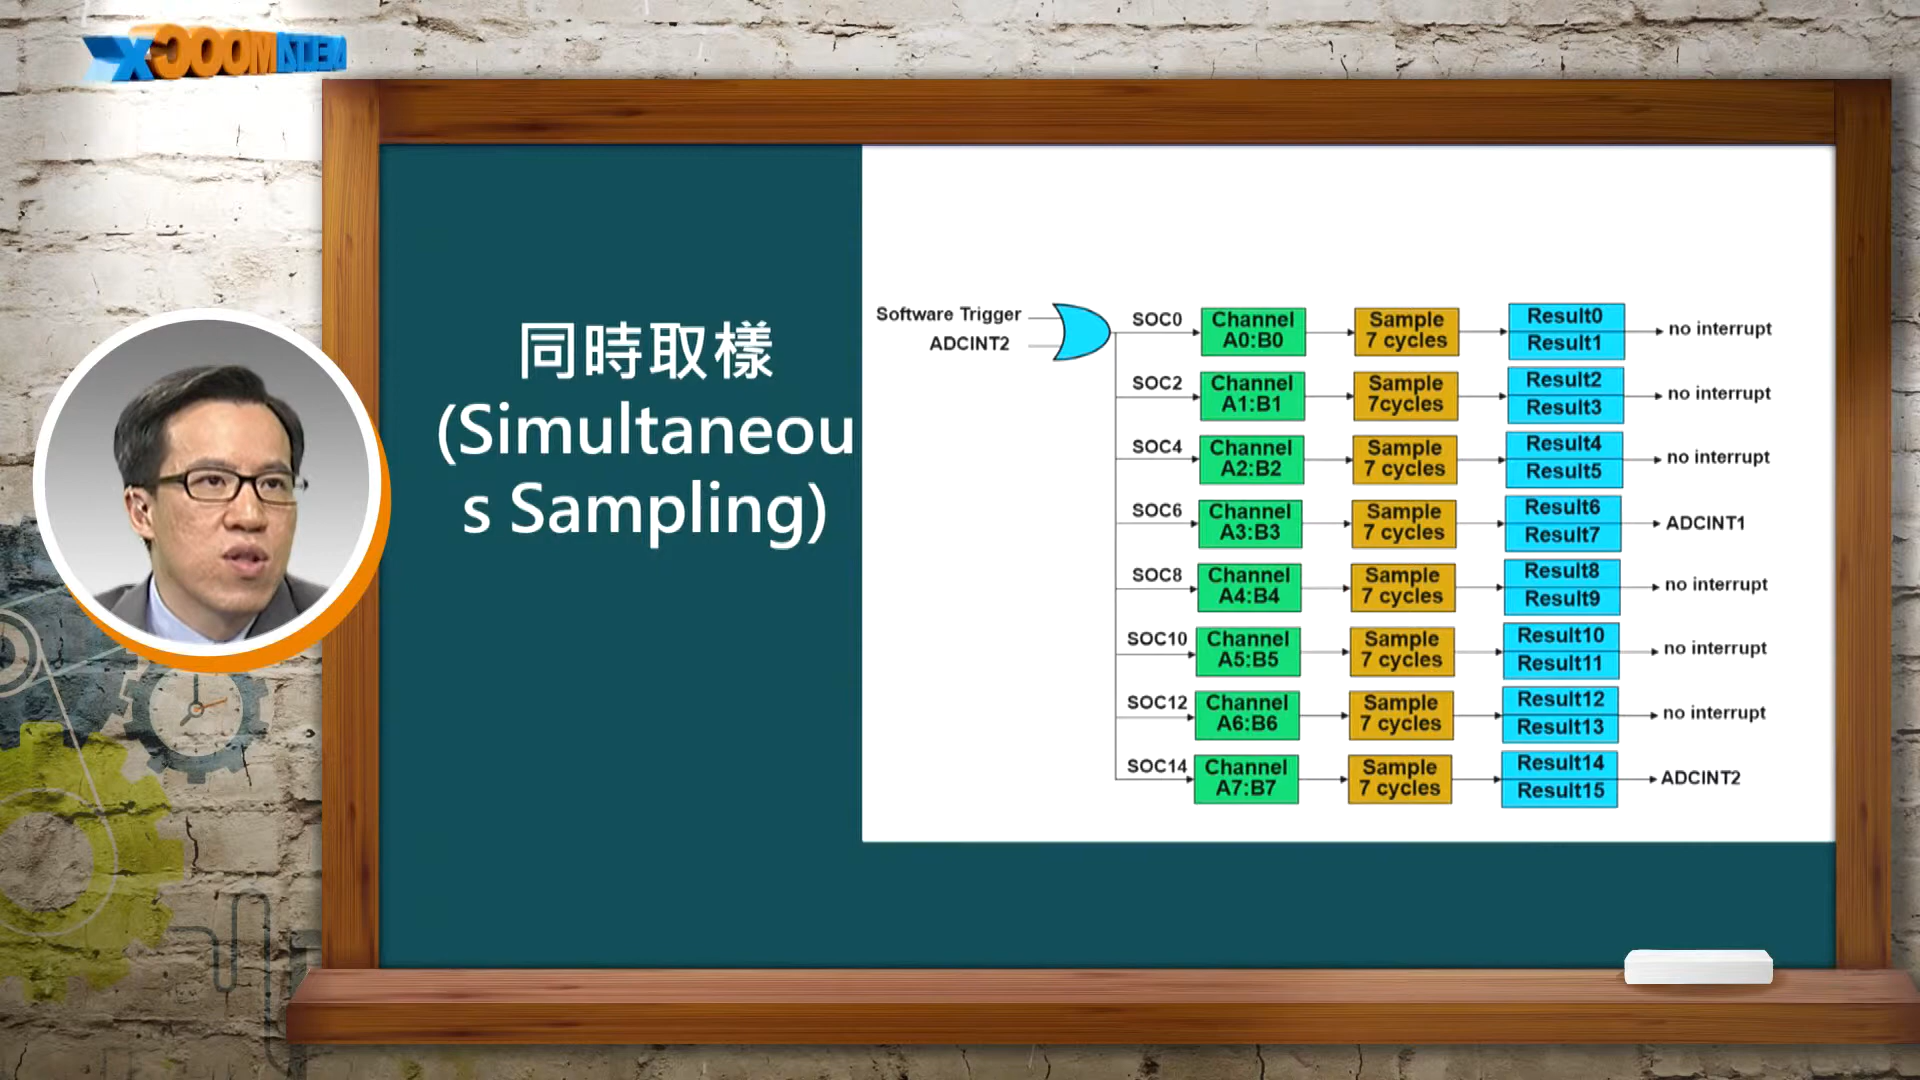 DELTAMOOCX
同時取樣
(Simultaneou
s Sampling)
Software Trigger
ADCINT2
SOC0
Channel
A0:B0
Sample
7 cycles
Result0
Result1
no interrupt
SOC2
Channel
A1:B1
Sample
7cycles
Result2
Result3
no interrupt
SOC4
Channel
A2:B2
Sample
7 cycles
Result4
Result5
no interrupt
SOC6
Channel
A3:B3
Sample
7 cycles
Result6
Result7
ADCINT1
SOC8
Channel
A4:B4
Sample
7 cycles
Result8
Result9
no interrupt
SOC10
Channel
A5:B5
Sample
7 cycles
Result10
Result11
no interrupt
SOC12
Channel
A6:B6
Sample
7 cycles
Result12
Result13
no interrupt
SOC14
Channel
A7:B7
Sample
7 cycles
Result14
Result15
ADCINT2